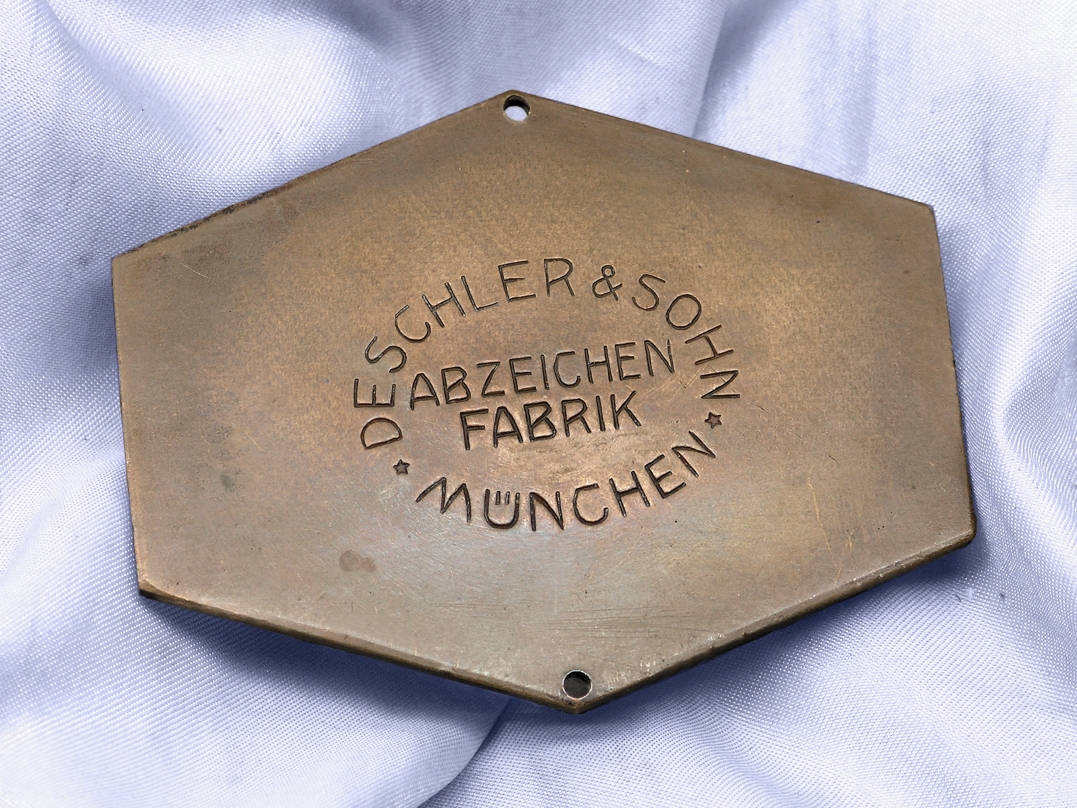 DESCHLER & SOHN
ABZEICHEN
FABRIK
MÜNCHEN